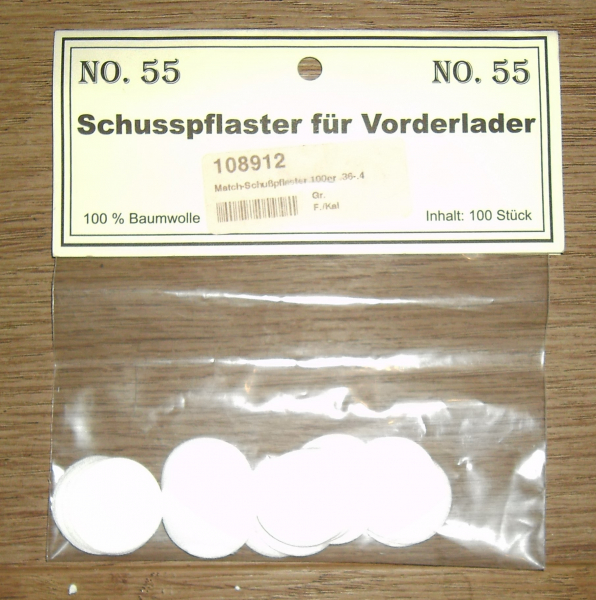 NO. 55 NO. 55
Schusspflaster für Vorderlader
108912
Match-Schußpflaster 100er .36-.4
Gr.
F./Kal
100 % Baumwolle
Inhalt: 100 Stück